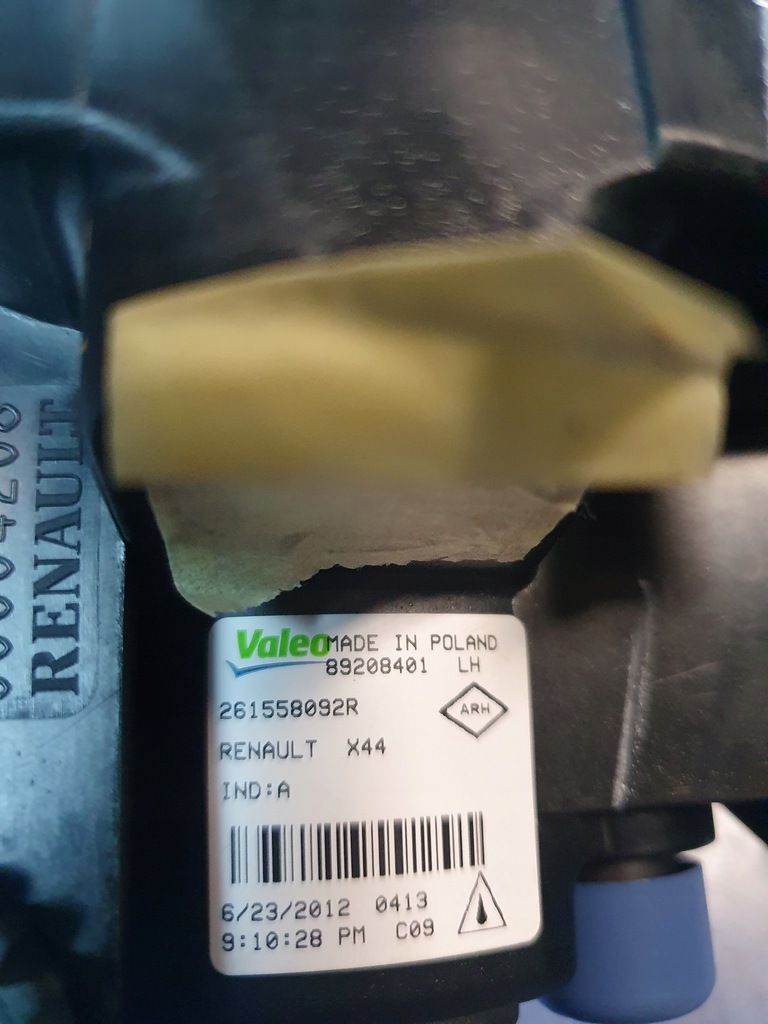 RENAULT
Valeo MADE IN POLAND
89208401 LH
261558092R
ARH
RENAULT X44
IND:A
6/23/2012 0413
9:10:28 PM C09